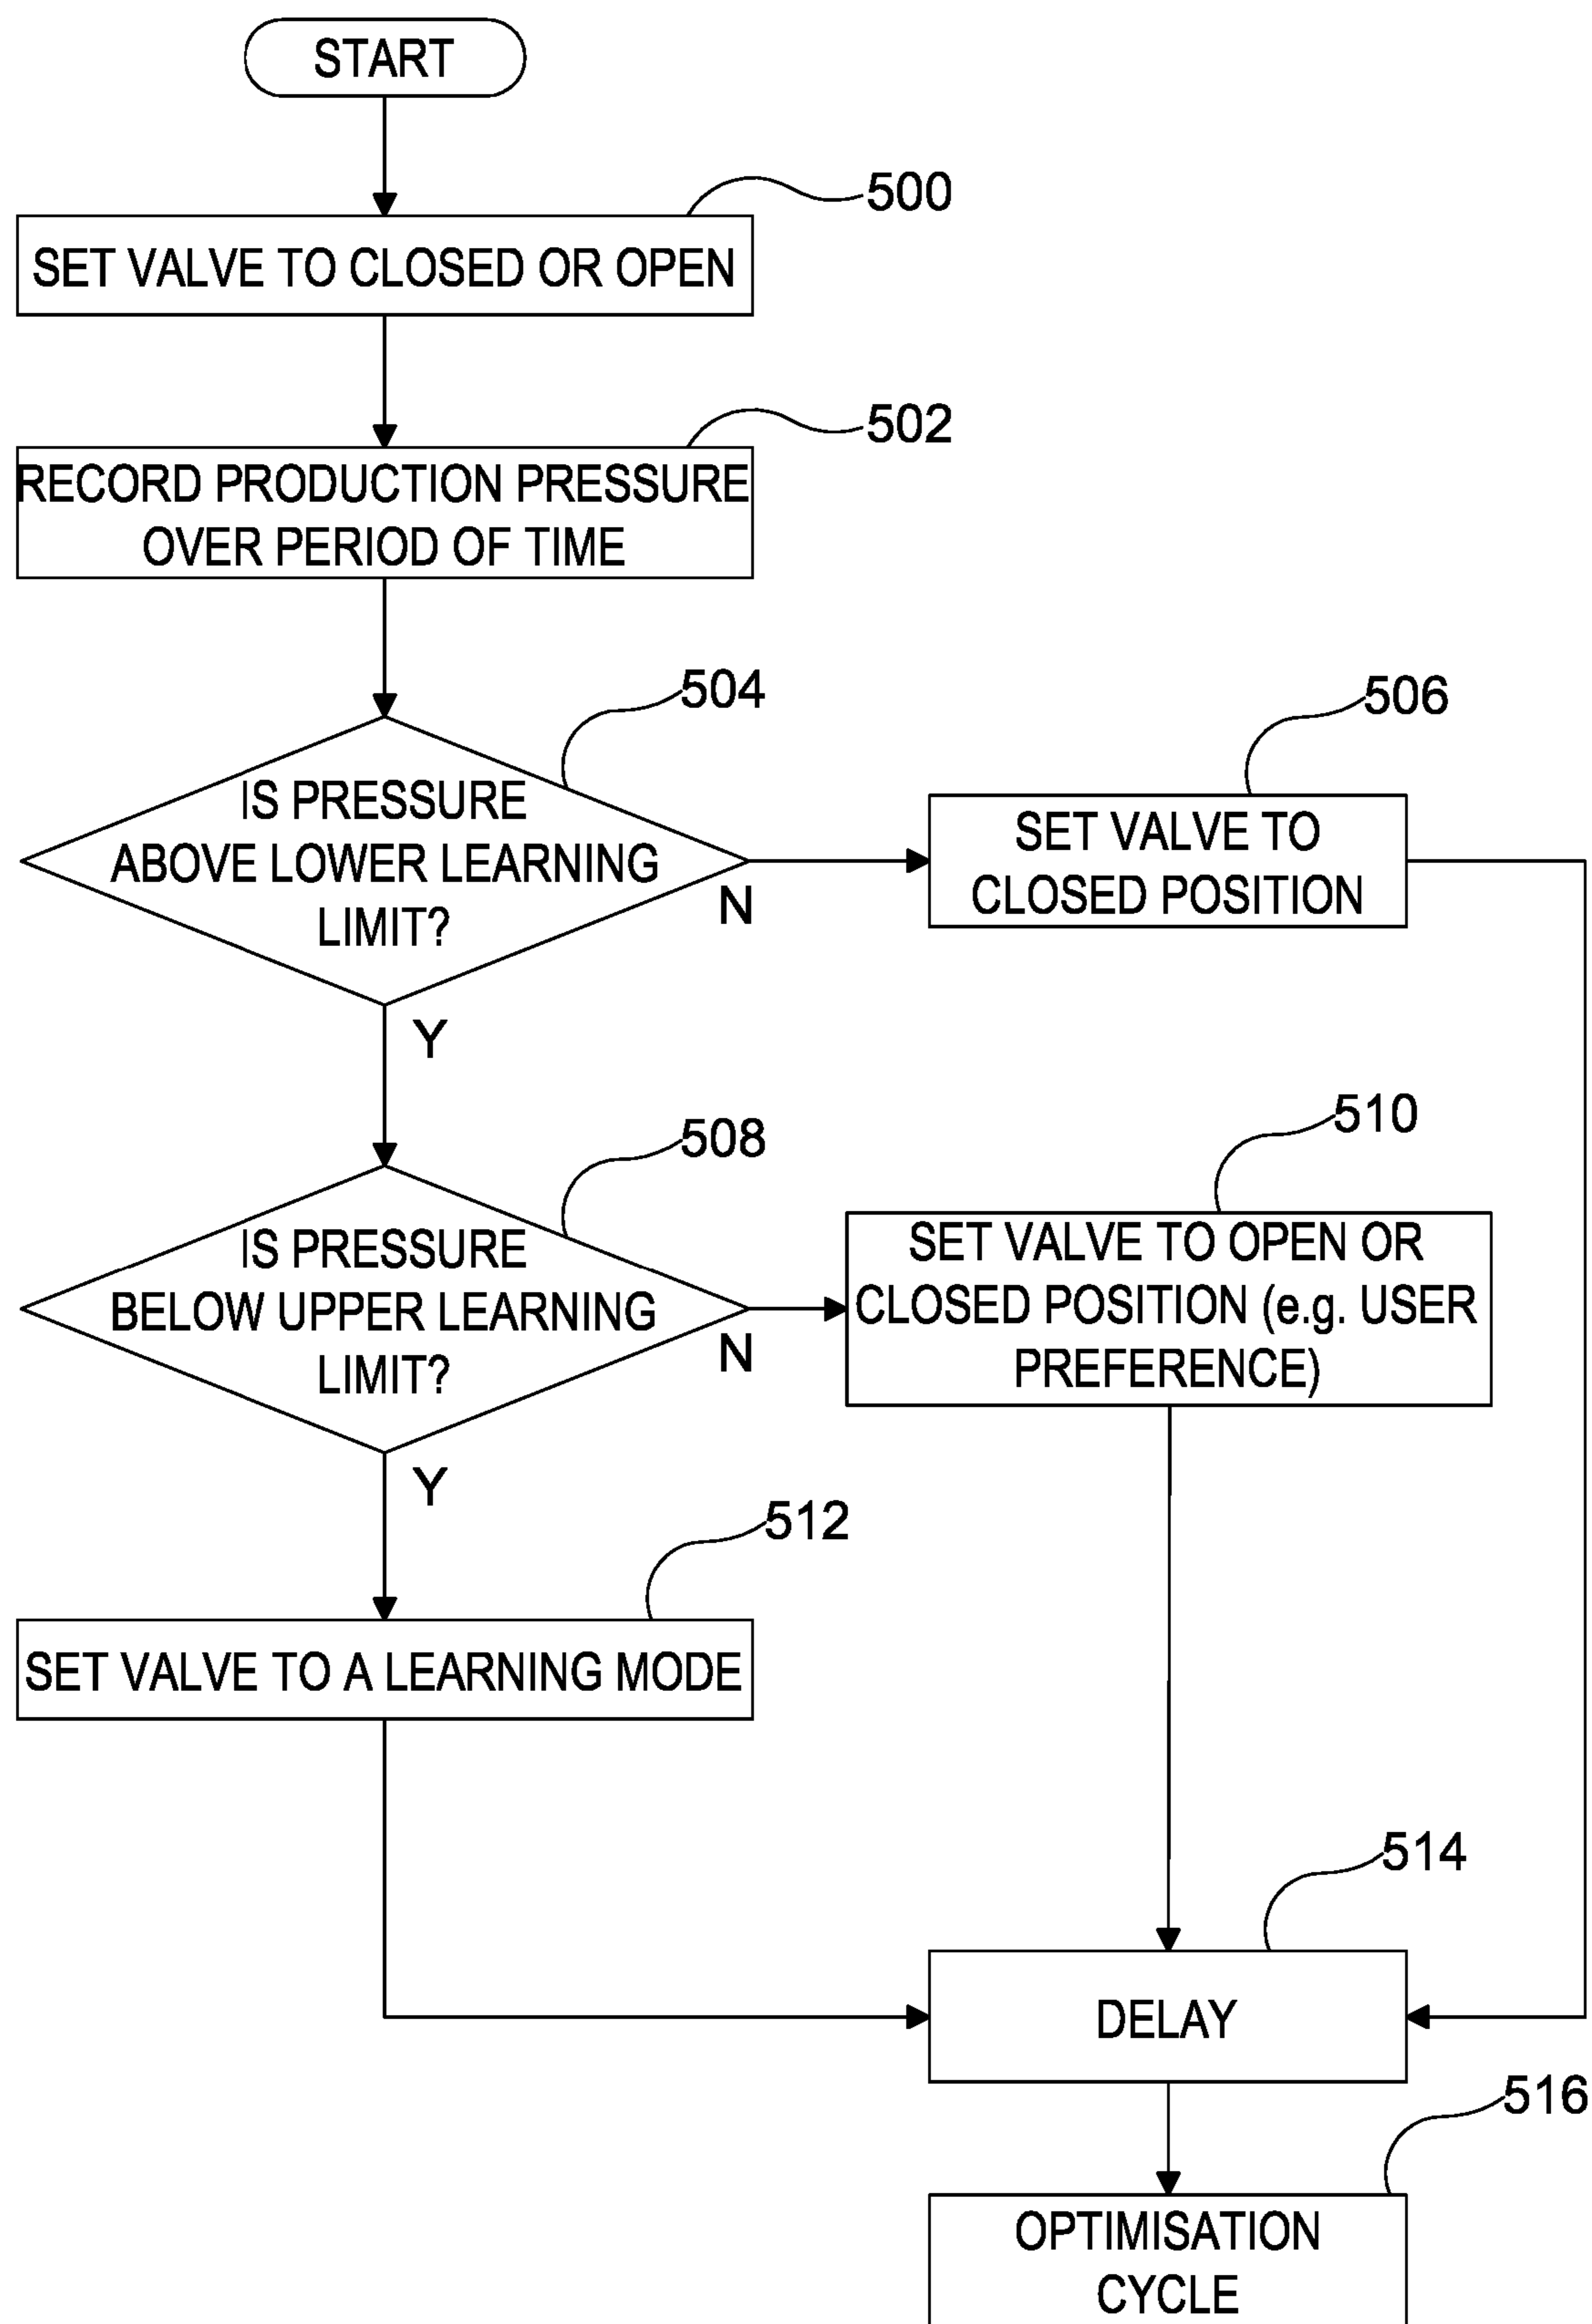 START
500
SET VALVE TO CLOSED OR OPEN
502
RECORD PRODUCTION PRESSURE
OVER PERIOD OF TIME
504
IS PRESSURE
ABOVE LOWER LEARNING
LIMIT?
N
Y
506
SET VALVE TO
CLOSED POSITION
508
IS PRESSURE
BELOW UPPER LEARNING
LIMIT?
N
Y
510
SET VALVE TO OPEN OR
CLOSED POSITION (e.g. USER
PREFERENCE)
512
SET VALVE TO A LEARNING MODE
514
DELAY
516
OPTIMISATION
CYCLE